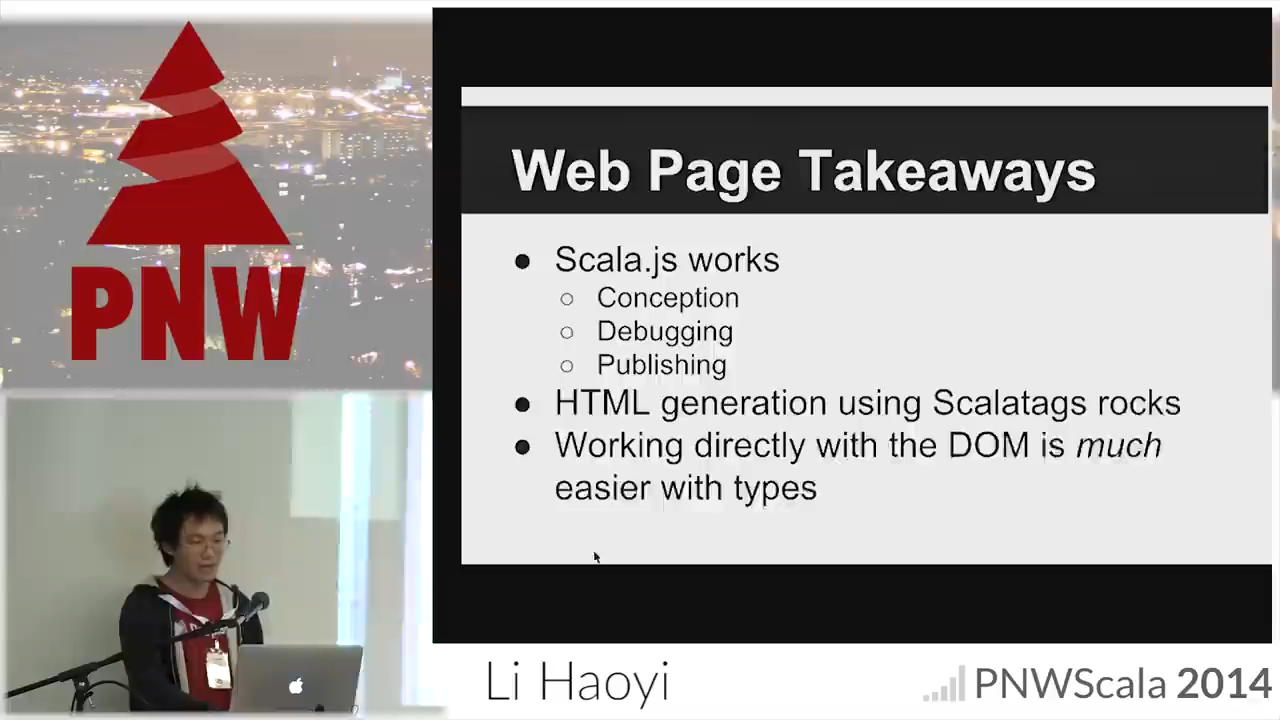 PNW
Web Page Takeaways
● Scala.js works
○ Conception
○ Debugging
○ Publishing
● HTML generation using Scalatags rocks
● Working directly with the DOM is much
easier with types
Li Haoyi
PNWScala 2014